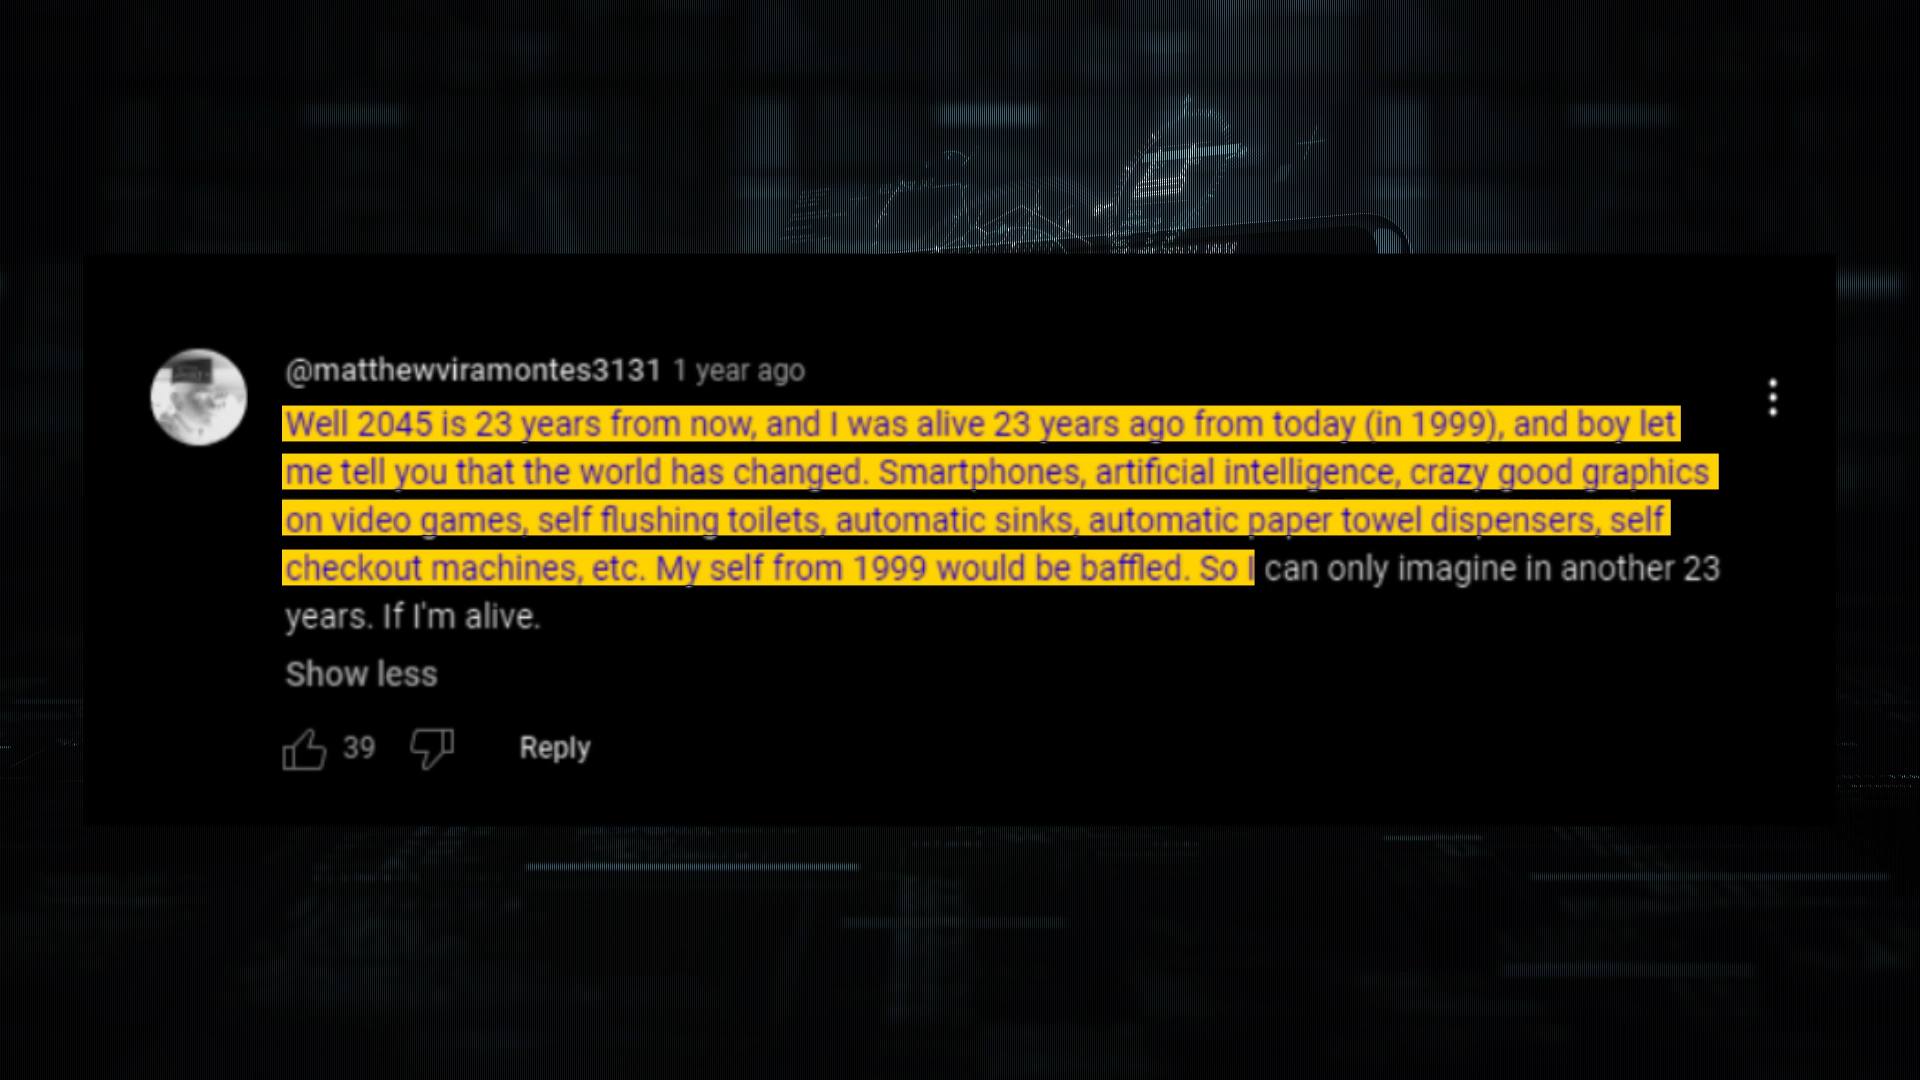 @matthewviramontes3131 1 year ago
Well 2045 is 23 years from now, and I was alive 23 years ago from today (in 1999), and boy let
me tell you that the world has changed. Smartphones, artificial intelligence, crazy good graphics
on video games, self flushing toilets, automatic sinks, automatic paper towel dispensers, self
checkout machines, etc. My self from 1999 would be baffled. So I can only imagine in another 23
years. If I'm alive.
Show less
39 Reply